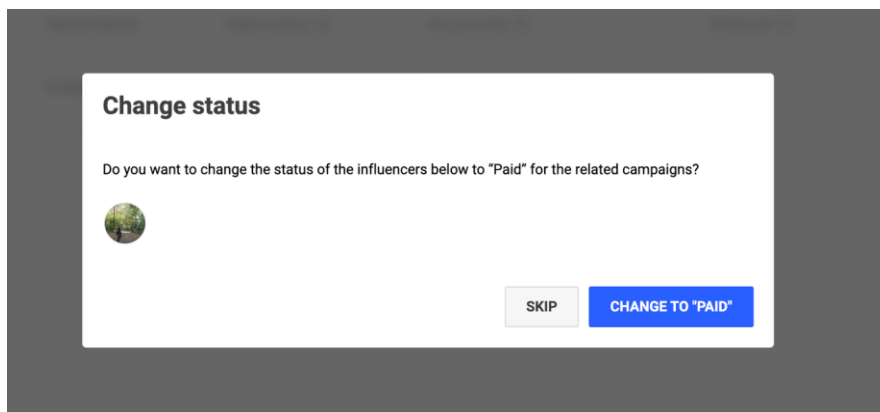 Change status
Do you want to change the status of the influencers below to “Paid” for the related campaigns?
SKIP
CHANGE TO "PAID"